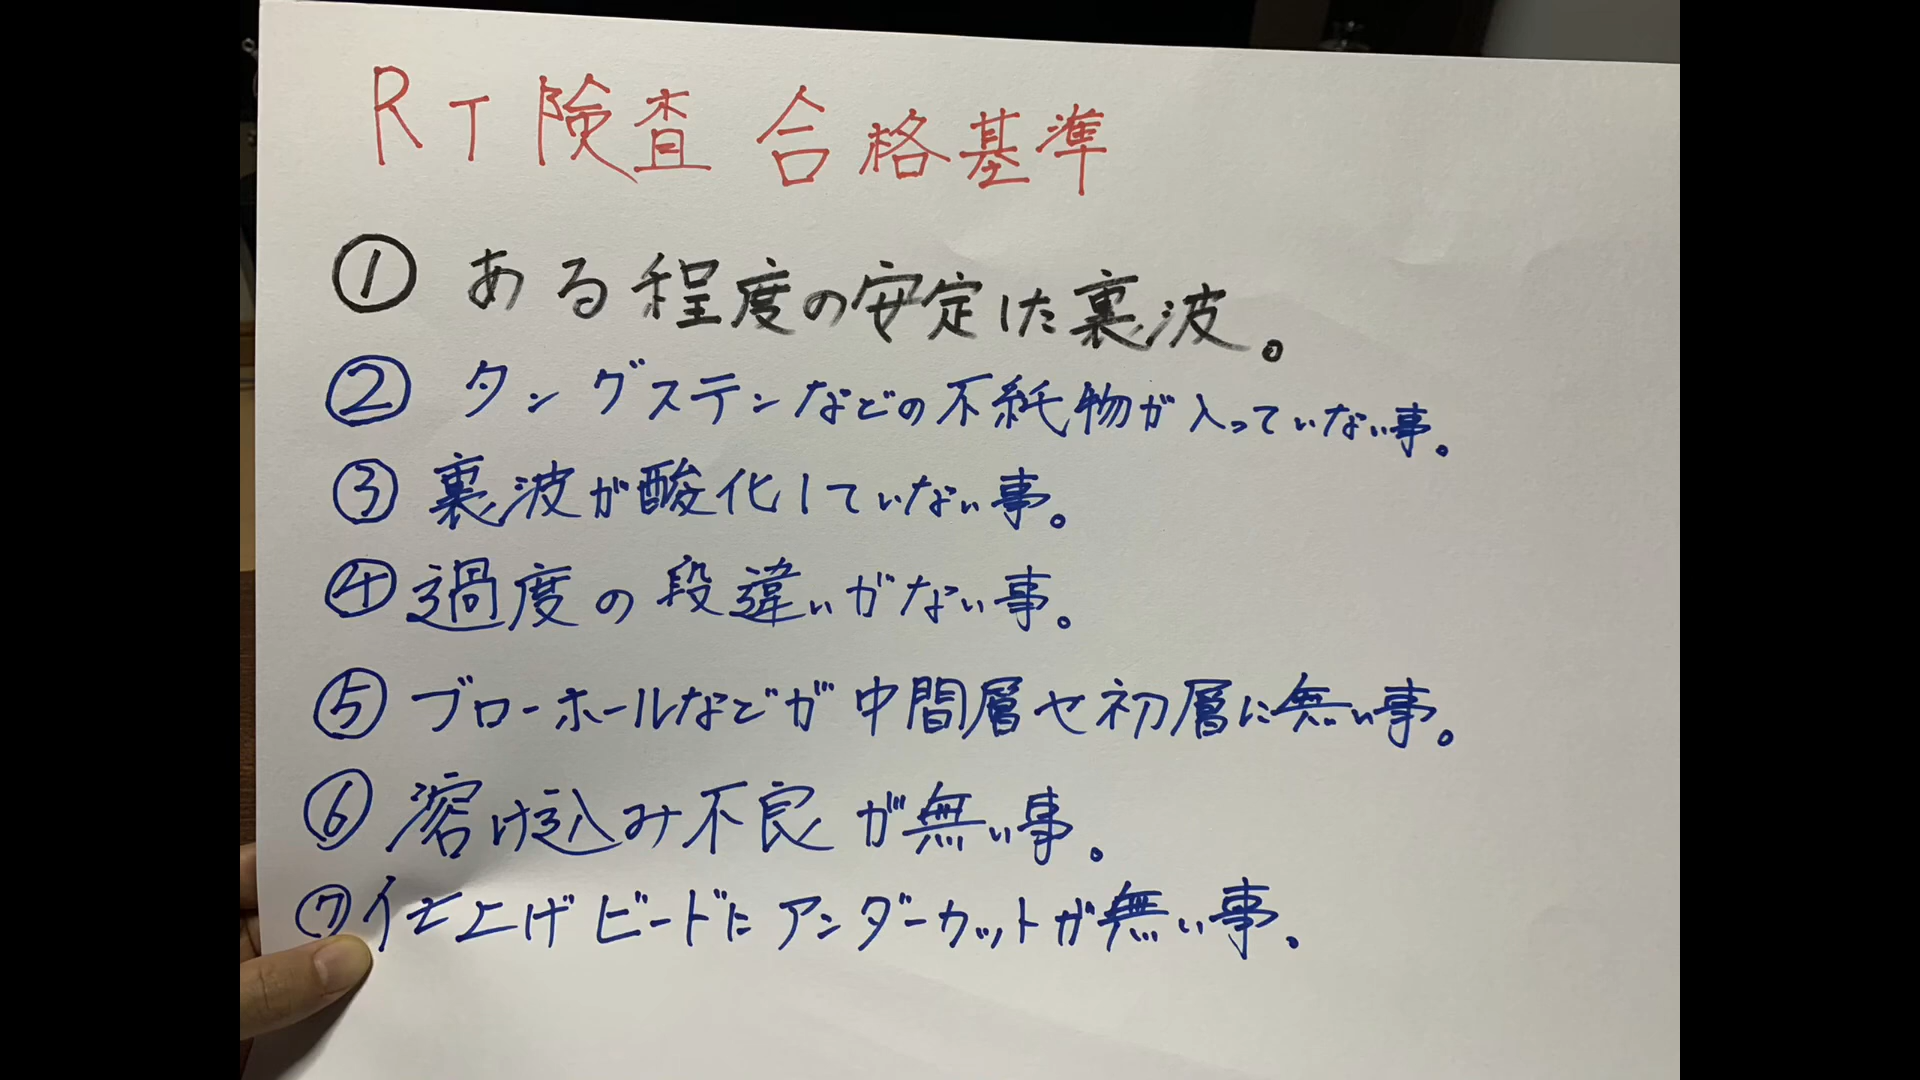 RT険査 合格基準
① ある程度の安定した裏波。
② タングステンなどの不紙物が入っていない事。
③ 裏波が酸化していない事。
④ 過度の段違いがない事。
⑤ ブローホールなどが中間層や初層に無い事。
⑥ 溶け込み不良が無い事。
⑦ 仕上げビードにアンダーカットが無い事。